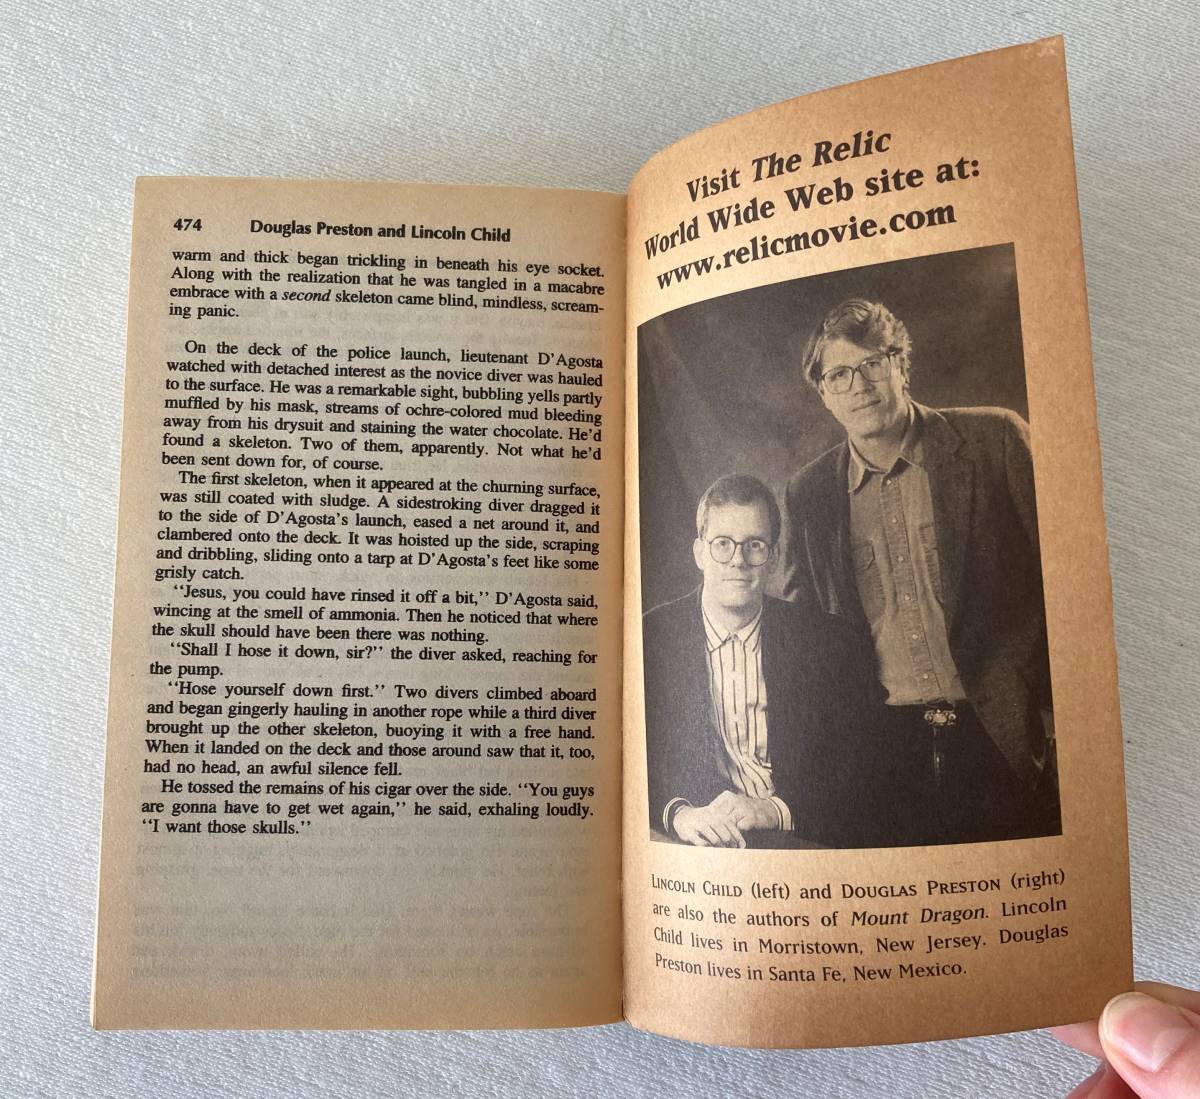 474 Douglas Preston and Lincoln Child
warm and thick began trickling in beneath his eye socket.
Along with the realization that he was tangled in a macabre
embrace with a second skeleton came blind, mindless, scream-
ing panic.
On the deck of the police launch, lieutenant D'Agosta
watched with detached interest as the novice diver was hauled
to the surface. He was a remarkable sight, bubbling yells partly
muffled by his mask, streams of ochre-colored mud bleeding
away from his drysuit and staining the water chocolate. He'd
found a skeleton. Two of them, apparently. Not what he'd
been sent down for, of course.
The first skeleton, when it appeared at the churning surface,
was still coated with sludge. A sidestroking diver dragged it
to the side of D'Agosta's launch, eased a net around it, and
clambered onto the deck. It was hoisted up the side, scraping
and dribbling, sliding onto a tarp at D'Agosta's feet like some
grisly catch.
"Jesus, you could have rinsed it off a bit," D'Agosta said,
wincing at the smell of ammonia. Then he noticed that where
the skull should have been there was nothing.
"Shall I hose it down, sir?" the diver asked, reaching for
the pump.
"Hose yourself down first." Two divers climbed aboard
and began gingerly hauling in another rope while a third diver
brought up the other skeleton, buoying it with a free hand.
When it landed on the deck and those around saw that it, too,
had no head, an awful silence fell.
He tossed the remains of his cigar over the side. "You guys
are gonna have to get wet again," he said, exhaling loudly.
"I want those skulls."
Visit The Relic
World Wide Web site at:
www.relicmovie.com
LINCOLN CHILD (left) and DOUGLAS PRESTON (right)
are also the authors of Mount Dragon. Lincoln
Child lives in Morristown, New Jersey. Douglas
Preston lives in Santa Fe, New Mexico.